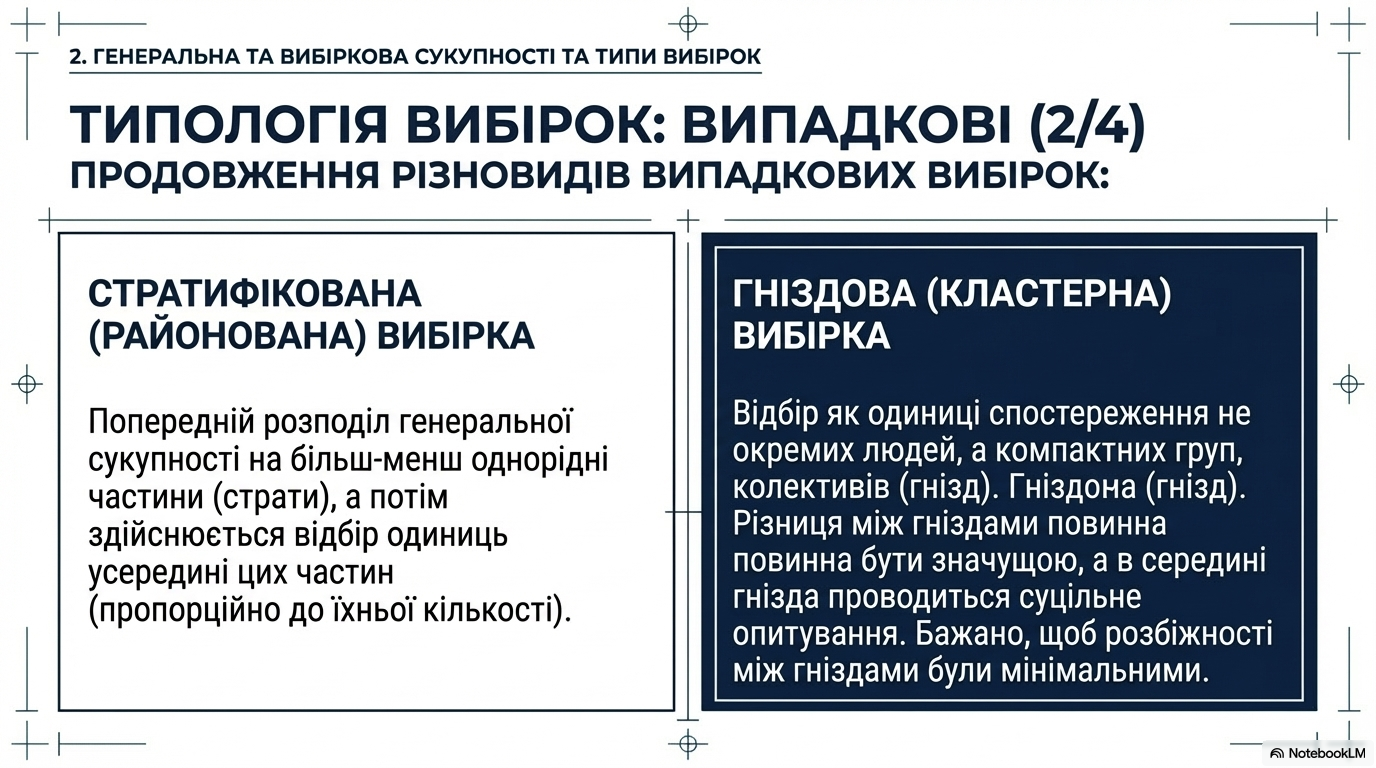 2. ГЕНЕРАЛЬНА ТА ВИБІРКОВА СУКУПНОСТІ ТА ТИПИ ВИБІРОК
ТИПОЛОГІЯ ВИБІРОК: ВИПАДКОВІ (2/4)
ПРОДОВЖЕННЯ РІЗНОВИДІВ ВИПАДКОВИХ ВИБІРОК:
СТРАТИФІКОВАНА
(РАЙОНОВАНА) ВИБІРКА
Попередній розподіл генеральної
сукупності на більш-менш однорідні
частини (страти), а потім
здійснюється відбір одиниць
усередині цих частин
(пропорційно до їхньої кількості).
ГНІЗДОВА (КЛАСТЕРНА)
ВИБІРКА
Відбір як одиниці спостереження не
окремих людей, а компактних груп,
колективів (гнізд). Гніздона (гнізд).
Різниця між гніздами повинна
повинна бути значущою, а в середині
гнізда проводиться суцільне
опитування. Бажано, щоб розбіжності
між гніздами були мінімальними.
NotebookLM